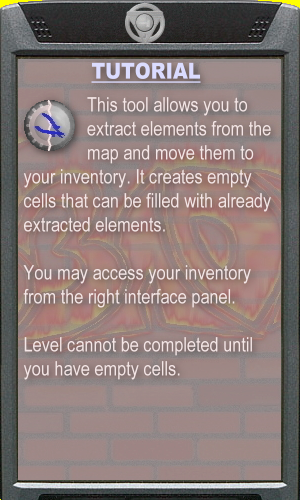 TUTORIAL
This tool allows you to
extract elements from the
map and move them to
your inventory. It creates empty
cells that can be filled with already
extracted elements.
You may access your inventory
from the right interface panel.
Level cannot be completed until
you have empty cells.